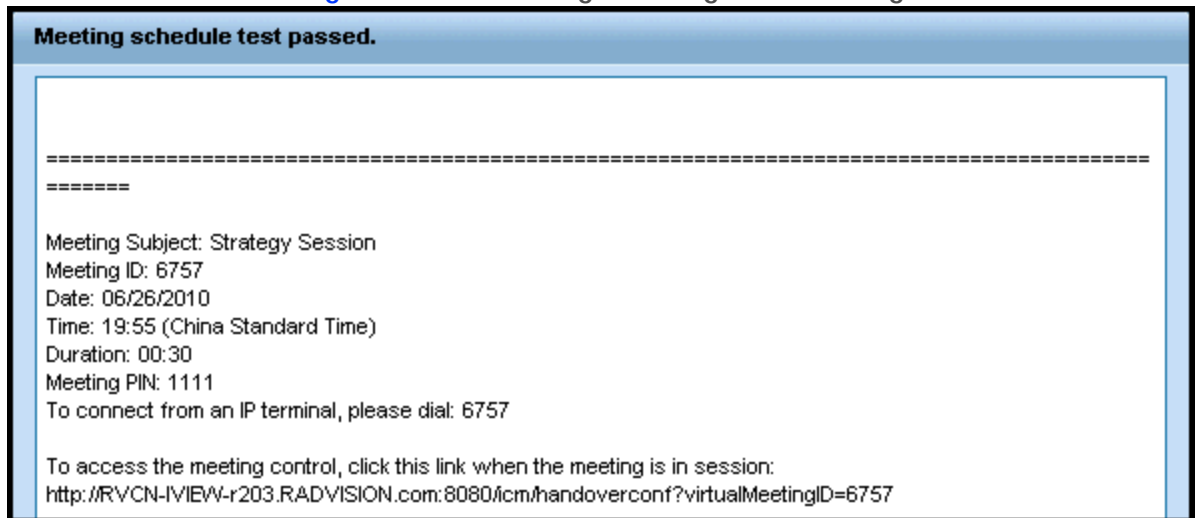 Meeting schedule test passed.
============================================================================================
=======
Meeting Subject: Strategy Session
Meeting ID: 6757
Date: 06/26/2010
Time: 19:55 (China Standard Time)
Duration: 00:30
Meeting PIN: 1111
To connect from an IP terminal, please dial: 6757
To access the meeting control, click this link when the meeting is in session:
http://RVCN-IVIEW-r203.RADVISION.com:8080/icm/handoverconf?virtualMeetingID=6757